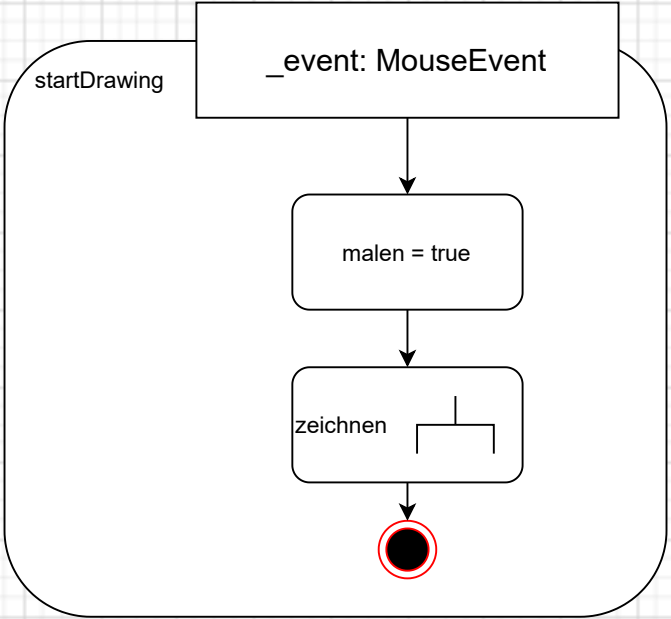 _event: MouseEvent
startDrawing
malen = true
zeichnen